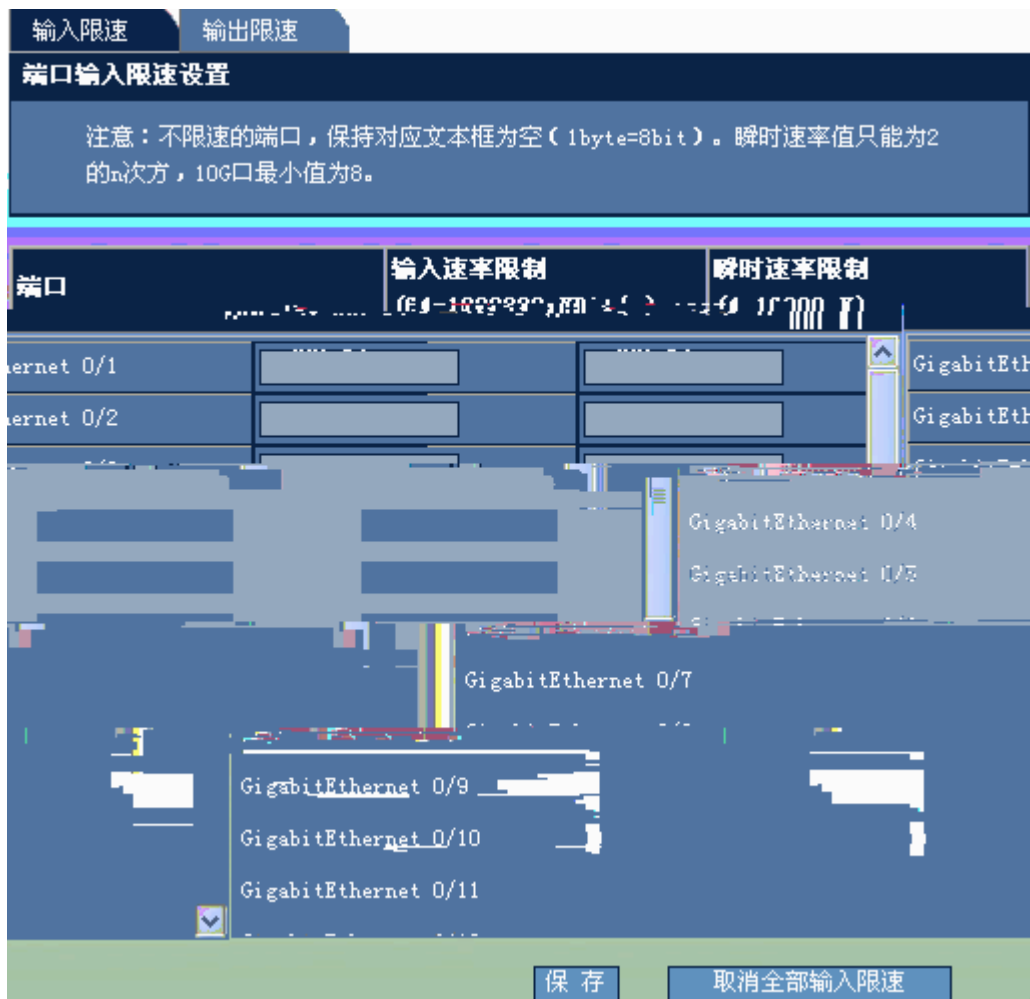 输入限速 输出限速
端口输入限速设置
注意：不限速的端口，保持对应文本框为空（1byte=8bit）。瞬时速率值只能为2
的n次方，10G口最小值为8。
端口 输入速率限制 瞬时速率限制
ernet 0/1 GigabitEth
ernet 0/2 GigabitEth
GigabitEthernet 0/4
GigabitEthernet 0/5
GigabitEthernet 0/7
GigabitEthernet 0/9
GigabitEthernet 0/10
GigabitEthernet 0/11
保 存 取消全部输入限速